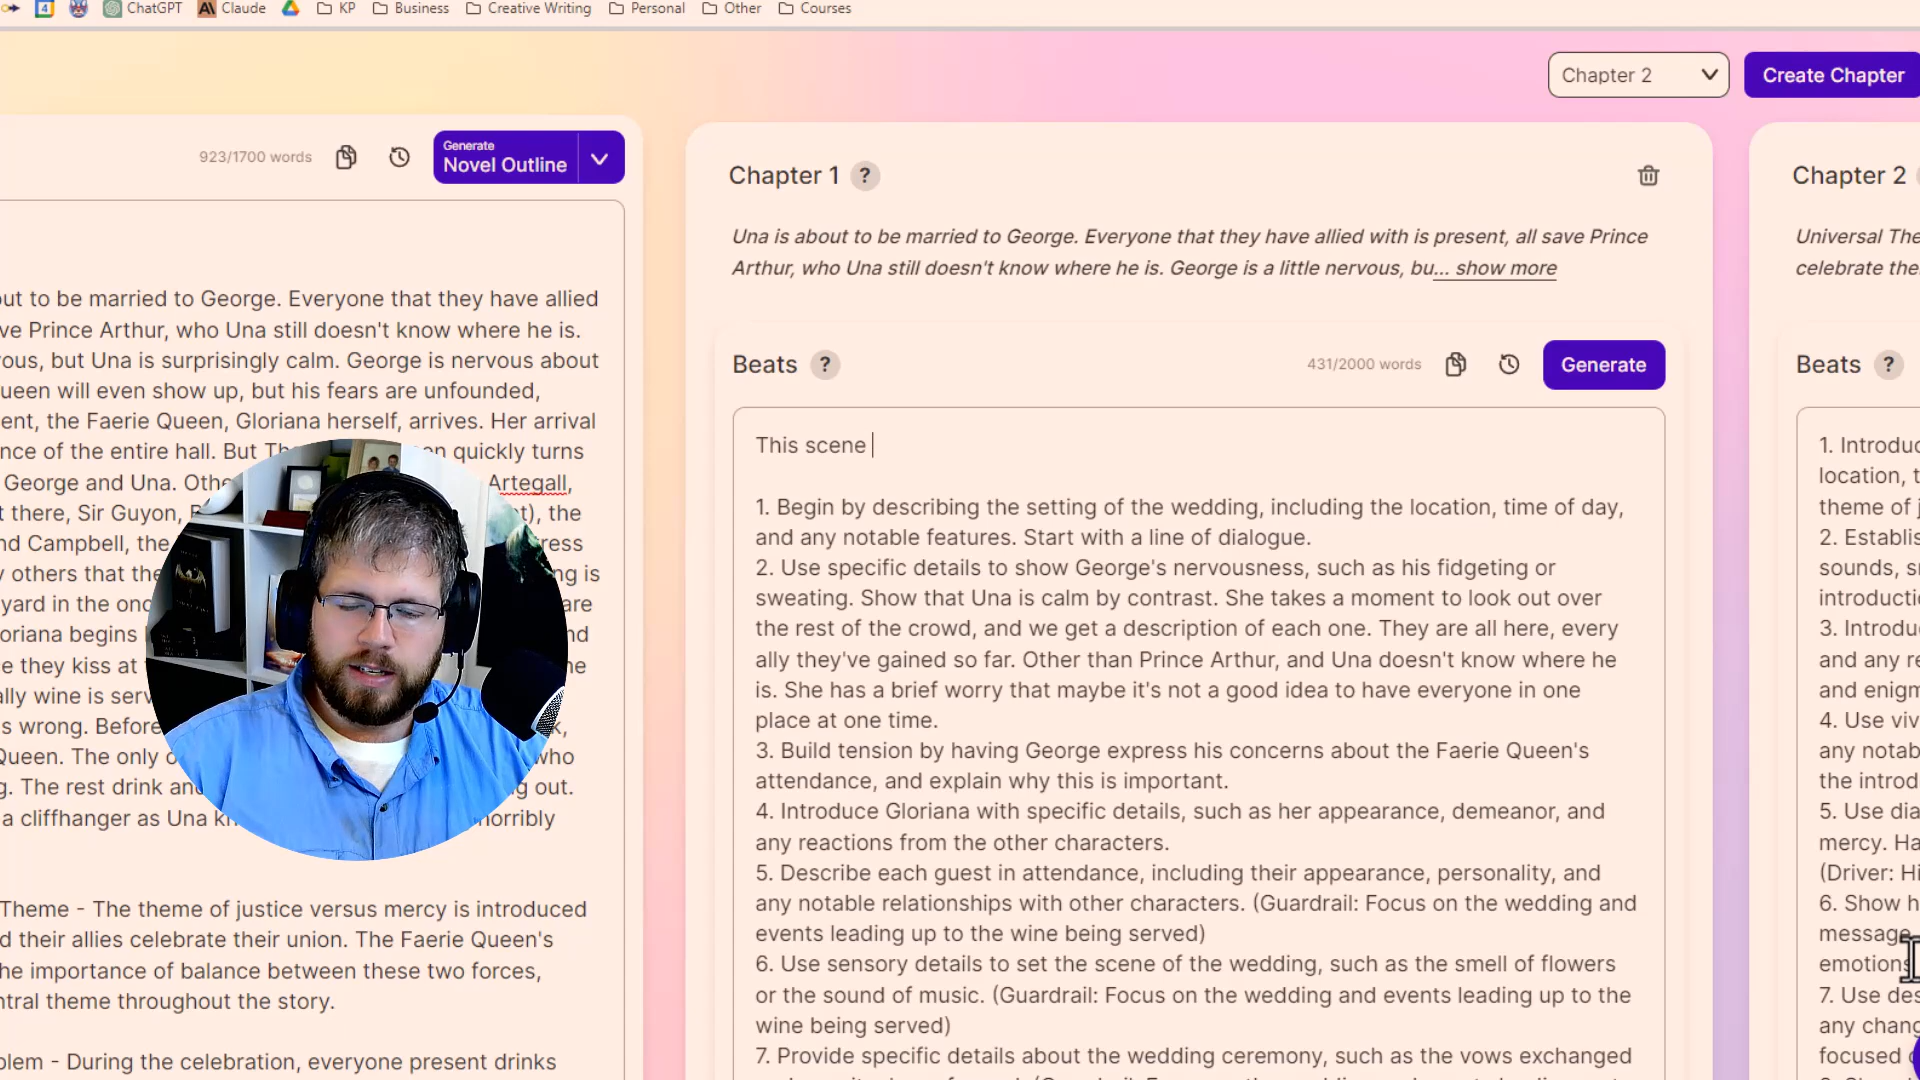 ChatGPT Claude KP Business Creative Writing Personal Other Courses
Chapter 2 Create Chapter
923/1700 words
Generate
Novel Outline
out to be married to George. Everyone that they have allied
ve Prince Arthur, who Una still doesn't know where he is.
vous, but Una is surprisingly calm. George is nervous about
ueen will even show up, but his fears are unfounded,
ent, the Faerie Queen, Gloriana herself, arrives. Her arrival
nce of the entire hall. But quickly turns
George and Una. Artegall,
t there, Sir Guyon, the
nd Campbell, the
y others that ng is
yard in the are
oriana begins nd
e they kiss at
ally wine is
s wrong. Before
Queen. The only who
g. The rest drink out.
a cliffhanger as Una horribly
Theme - The theme of justice versus mercy is introduced
d their allies celebrate their union. The Faerie Queen's
he importance of balance between these two forces,
ntral theme throughout the story.
blem - During the celebration, everyone present drinks
Chapter 1 ?
Una is about to be married to George. Everyone that they have allied with is present, all save Prince
Arthur, who Una still doesn't know where he is. George is a little nervous, bu... show more
Beats ? 431/2000 words Generate
This scene
1. Begin by describing the setting of the wedding, including the location, time of day,
and any notable features. Start with a line of dialogue.
2. Use specific details to show George's nervousness, such as his fidgeting or
sweating. Show that Una is calm by contrast. She takes a moment to look out over
the rest of the crowd, and we get a description of each one. They are all here, every
ally they've gained so far. Other than Prince Arthur, and Una doesn't know where he
is. She has a brief worry that maybe it's not a good idea to have everyone in one
place at one time.
3. Build tension by having George express his concerns about the Faerie Queen's
attendance, and explain why this is important.
4. Introduce Gloriana with specific details, such as her appearance, demeanor, and
any reactions from the other characters.
5. Describe each guest in attendance, including their appearance, personality, and
any notable relationships with other characters. (Guardrail: Focus on the wedding and
events leading up to the wine being served)
6. Use sensory details to set the scene of the wedding, such as the smell of flowers
or the sound of music. (Guardrail: Focus on the wedding and events leading up to the
wine being served)
7. Provide specific details about the wedding ceremony, such as the vows exchanged
Chapter 2
Universal The
celebrate the
Beats ?
1. Introduc
location, t
theme of j
2. Establis
sounds, s
introducti
3. Introdu
and any re
and enigm
4. Use viv
any notab
the introd
5. Use dia
mercy. Ha
(Driver: Hi
6. Show h
message
emotions
7. Use des
any chang
focused